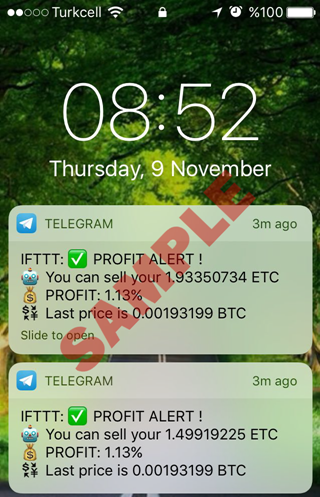 Turkcell %100
08:52
Thursday, 9 November
TELEGRAM 3m ago
IFTTT: ✅ PROFIT ALERT !
🤖 You can sell your 1.93350734 ETC
💰 PROFIT: 1.13%
💱 Last price is 0.00193199 BTC
Slide to open
TELEGRAM 3m ago
IFTTT: ✅ PROFIT ALERT !
🤖 You can sell your 1.49919225 ETC
💰 PROFIT: 1.13%
💱 Last price is 0.00193199 BTC
SAMPLE